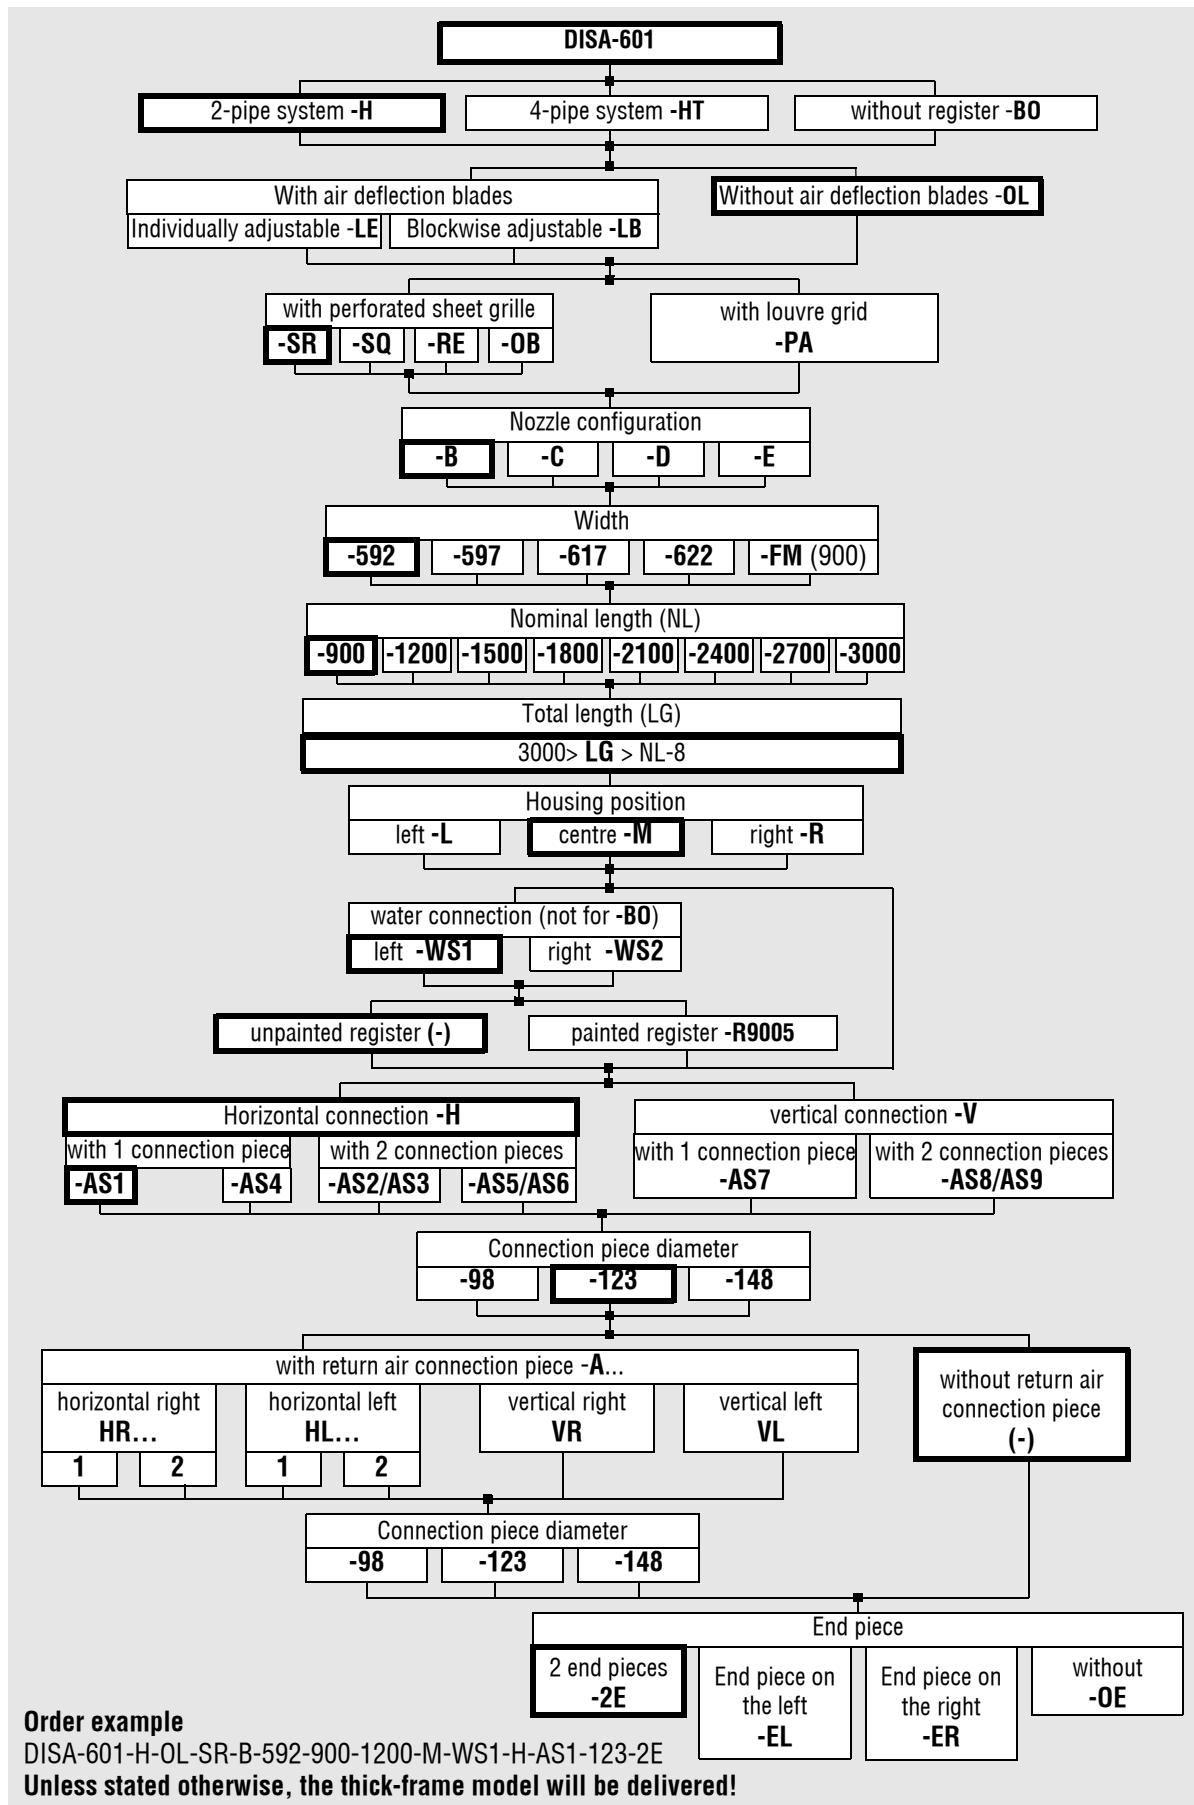 DISA-601
2-pipe system -H
4-pipe system -HT
without register -BO
With air deflection blades
Without air deflection blades -OL
Individually adjustable -LE
Blockwise adjustable -LB
with perforated sheet grille
with louvre grid
-PA
-SR
-SQ
-RE
-OB
Nozzle configuration
-B
-C
-D
-E
Width
-592
-597
-617
-622
-FM (900)
Nominal length (NL)
-900
-1200
-1500
-1800
-2100
-2400
-2700
-3000
Total length (LG)
3000> LG > NL-8
Housing position
left -L
centre -M
right -R
water connection (not for -BO)
left -WS1
right -WS2
unpainted register (-)
painted register -R9005
Horizontal connection -H
vertical connection -V
with 1 connection piece
with 2 connection pieces
with 1 connection piece
-AS7
with 2 connection pieces
-AS8/AS9
-AS1
-AS4
-AS2/AS3
-AS5/AS6
Connection piece diameter
-98
-123
-148
with return air connection piece -A...
without return air
connection piece
(-)
horizontal right
HR...
horizontal left
HL...
vertical right
VR
vertical left
VL
1
2
1
2
Connection piece diameter
-98
-123
-148
End piece
2 end pieces
-2E
End piece on
the left
-EL
End piece on
the right
-ER
without
-OE
Order example
DISA-601-H-OL-SR-B-592-900-1200-M-WS1-H-AS1-123-2E
Unless stated otherwise, the thick-frame model will be delivered!